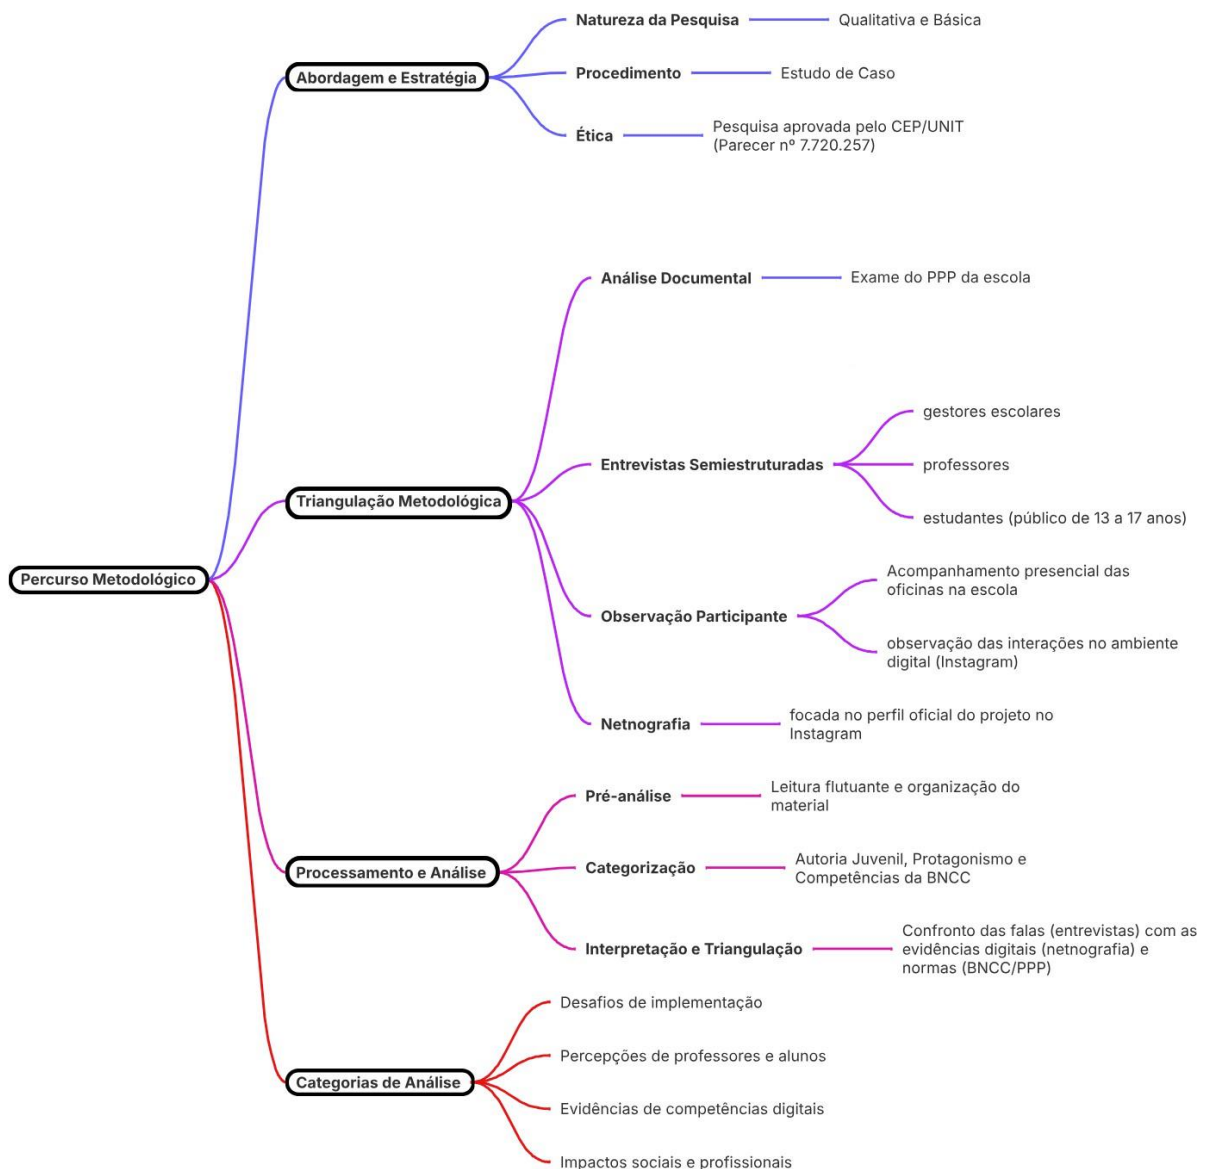 Percurso Metodológico
Abordagem e Estratégia
Natureza da Pesquisa
Qualitativa e Básica
Procedimento
Estudo de Caso
Ética
Pesquisa aprovada pelo CEP/UNIT
(Parecer nº 7.720.257)
Triangulação Metodológica
Análise Documental
Exame do PPP da escola
Entrevistas Semiestruturadas
gestores escolares
professores
estudantes (público de 13 a 17 anos)
Observação Participante
Acompanhamento presencial das
oficinas na escola
observação das interações no ambiente
digital (Instagram)
Netnografia
focada no perfil oficial do projeto no
Instagram
Processamento e Análise
Pré-análise
Leitura flutuante e organização do
material
Categorização
Autoria Juvenil, Protagonismo e
Competências da BNCC
Interpretação e Triangulação
Confronto das falas (entrevistas) com as
evidências digitais (netnografia) e
normas (BNCC/PPP)
Categorias de Análise
Desafios de implementação
Percepções de professores e alunos
Evidências de competências digitais
Impactos sociais e profissionais